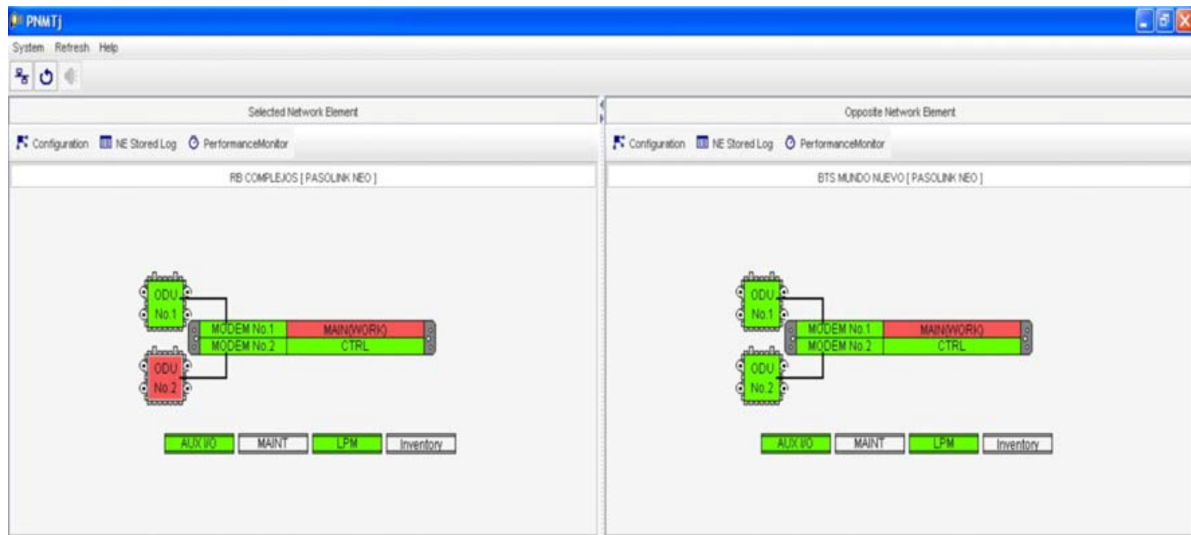 PNMTj
System Refresh Help
Selected Network Element
Configuration NE Stored Log PerformanceMonitor
RB COMPLEJOS [ PASOLINK NEO ]
ODU
No.1
MODEM No.1 MAIN(WORK)
MODEM No.2 CTRL
ODU
No.2
AUX I/O MAINT LPM Inventory
Opposite Network Element
Configuration NE Stored Log PerformanceMonitor
BTS MUNDO NUEVO [ PASOLINK NEO ]
ODU
No.1
MODEM No.1 MAIN(WORK)
MODEM No.2 CTRL
ODU
No.2
AUX I/O MAINT LPM Inventory